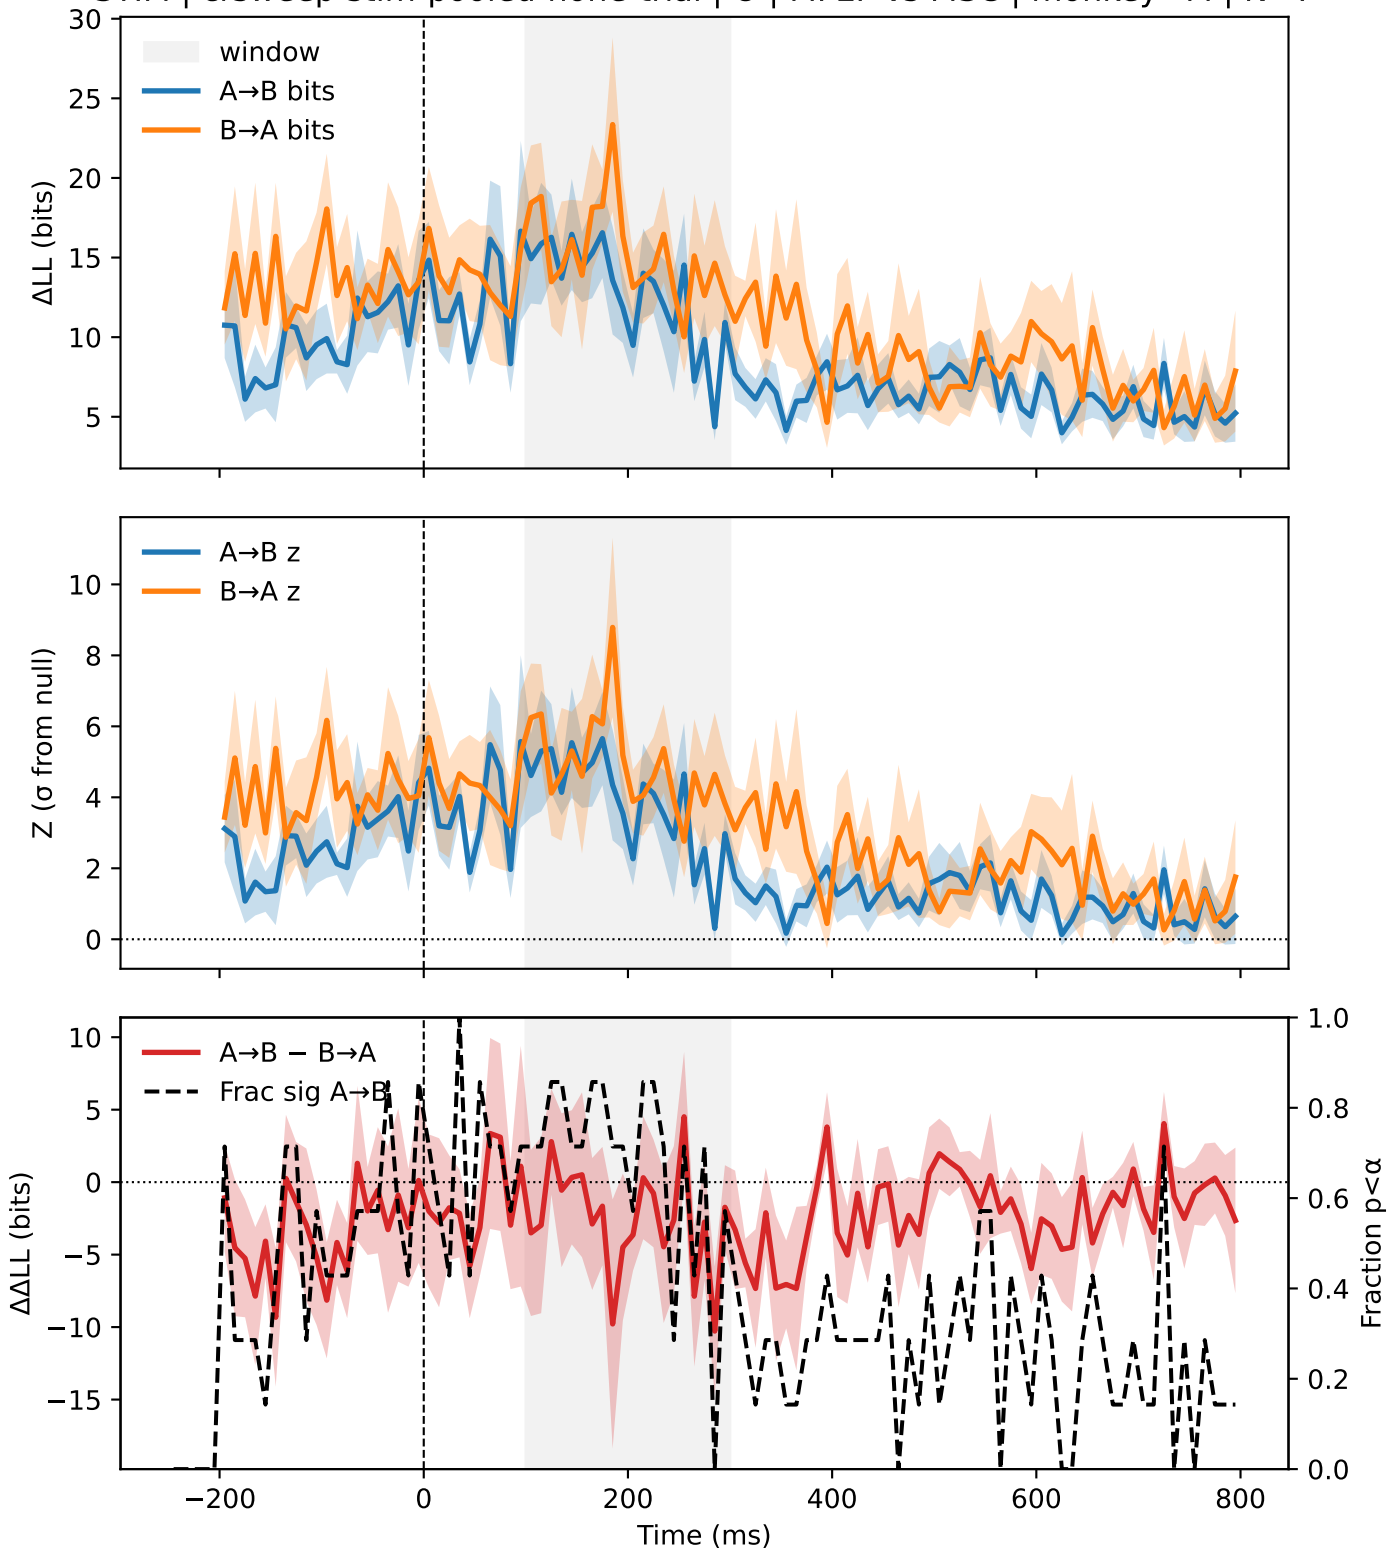 30
25
20
15
10
5
ΔLL (bits)
window
A→B bits
B→A bits
10
8
6
4
2
0
Z (σ from null)
A→B z
B→A z
10
5
0
−5
−10
−15
ΔΔLL (bits)
A→B − B→A
Frac sig A→B
1.0
0.8
0.6
0.4
0.2
0.0
Fraction p<α
−200
0
200
400
600
800
Time (ms)